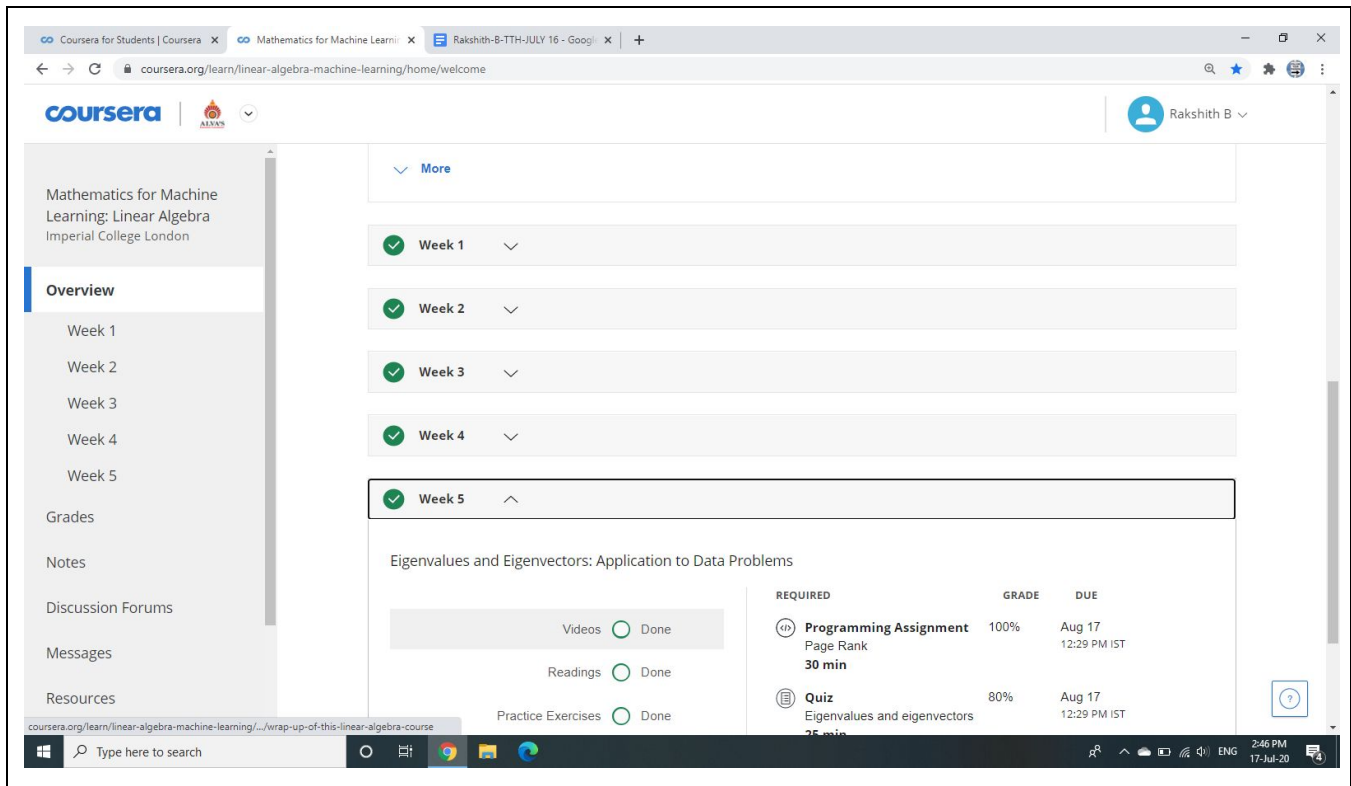 Coursera for Students | Coursera
Mathematics for Machine Learnin
Rakshith-B-TTH-JULY 16 - Googl
coursera.org/learn/linear-algebra-machine-learning/home/welcome
coursera
ALVA'S
Rakshith B
Mathematics for Machine
Learning: Linear Algebra
Imperial College London
Overview
Week 1
Week 2
Week 3
Week 4
Week 5
Grades
Notes
Discussion Forums
Messages
Resources
More
Week 1
Week 2
Week 3
Week 4
Week 5
Eigenvalues and Eigenvectors: Application to Data Problems
Videos Done
Readings Done
Practice Exercises Done
REQUIRED GRADE DUE
Programming Assignment 100% Aug 17
Page Rank 12:29 PM IST
30 min
Quiz 80% Aug 17
Eigenvalues and eigenvectors 12:29 PM IST
25 min
?
coursera.org/learn/linear-algebra-machine-learning/.../wrap-up-of-this-linear-algebra-course
Type here to search
ENG
2:46 PM
17-Jul-20
4